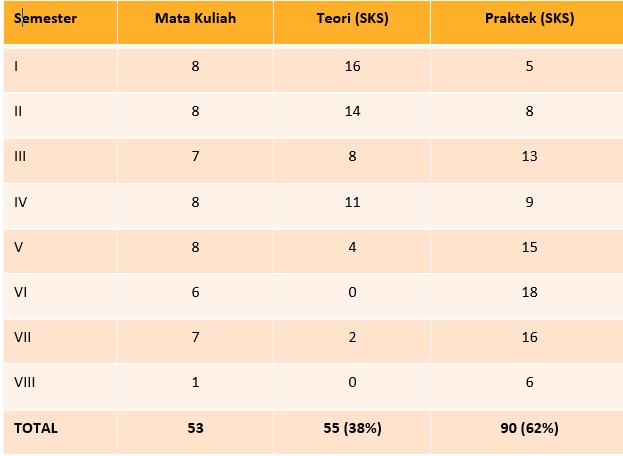 Semester Mata Kuliah Teori (SKS) Praktek (SKS)
I 8 16 5
II 8 14 8
III 7 8 13
IV 8 11 9
V 8 4 15
VI 6 0 18
VII 7 2 16
VIII 1 0 6
TOTAL 53 55 (38%) 90 (62%)